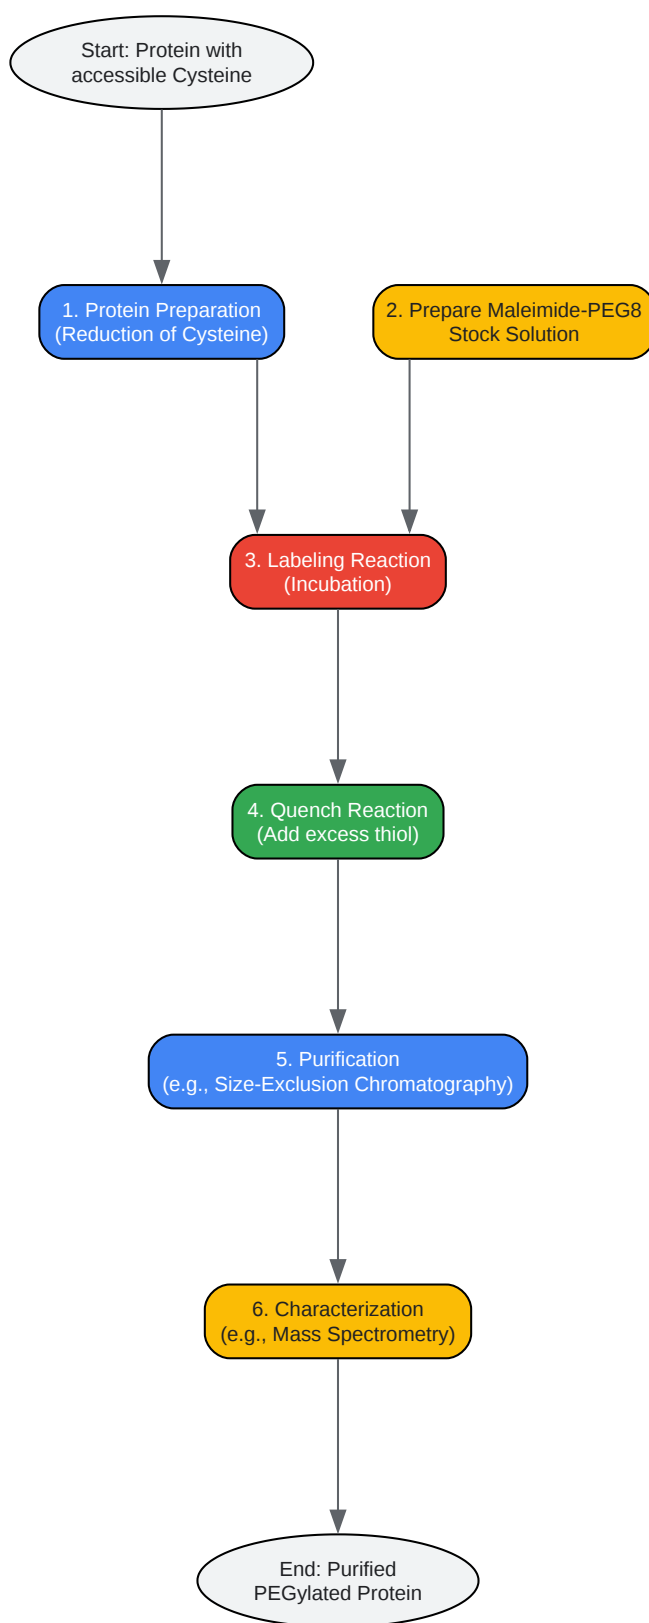 Start: Protein with
accessible Cysteine
1. Protein Preparation
(Reduction of Cysteine)
2. Prepare Maleimide-PEG8
Stock Solution
3. Labeling Reaction
(Incubation)
4. Quench Reaction
(Add excess thiol)
5. Purification
(e.g., Size-Exclusion Chromatography)
6. Characterization
(e.g., Mass Spectrometry)
End: Purified
PEGylated Protein